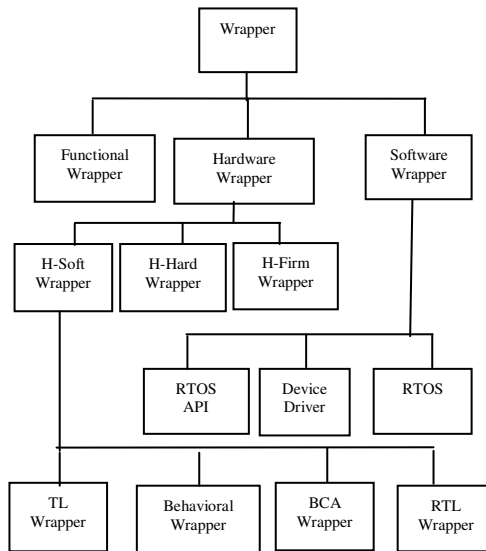 Wrapper
Functional
Wrapper
Hardware
Wrapper
Software
Wrapper
H-Soft
Wrapper
H-Hard
Wrapper
H-Firm
Wrapper
RTOS
API
Device
Driver
RTOS
TL
Wrapper
Behavioral
Wrapper
BCA
Wrapper
RTL
Wrapper